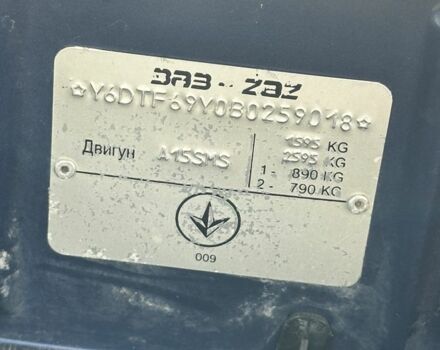 ЗАЗ - ZAZ
☆Y6DTF69Y0B0259018☆
1595 KG
2595 KG
Двигун A15SMS
1 - 890 KG
2 - 790 KG
009